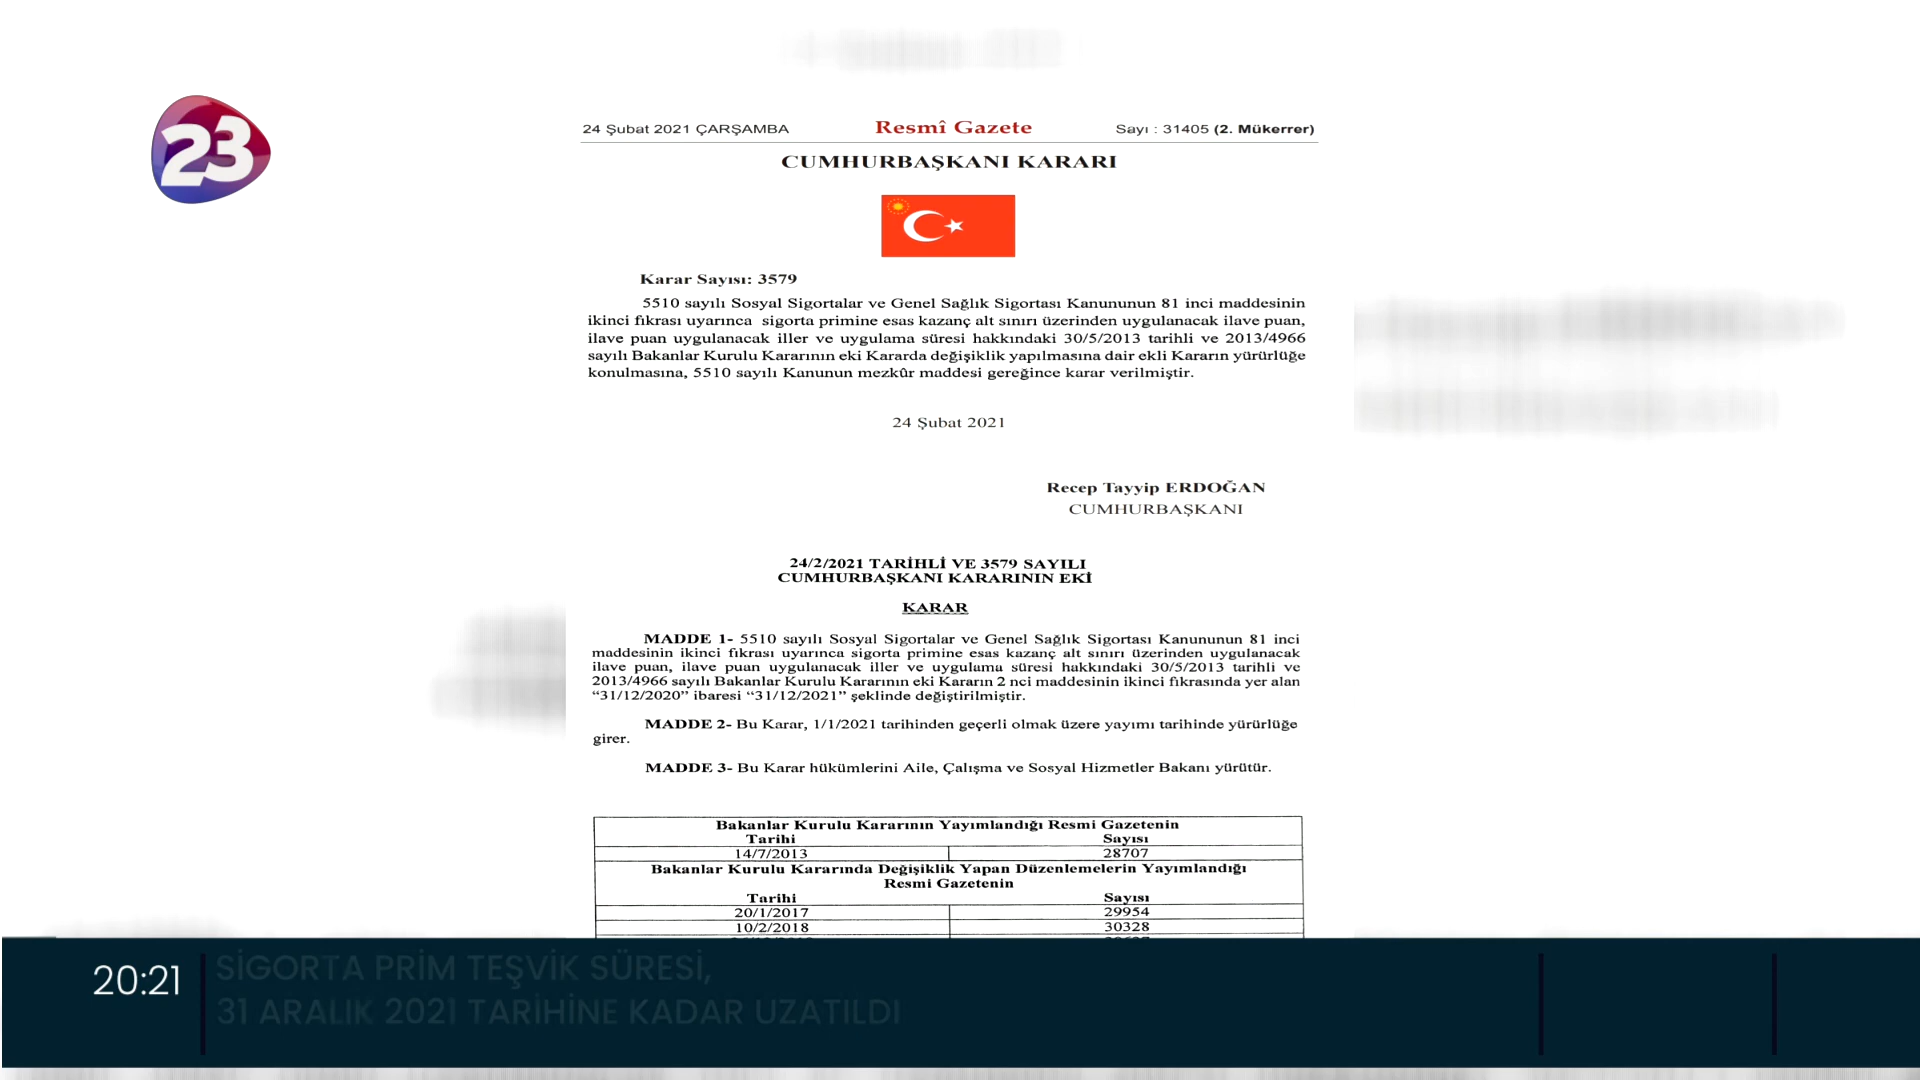 23
24 Şubat 2021 ÇARŞAMBA Resmî Gazete Sayı : 31405 (2. Mükerrer)
CUMHURBAŞKANI KARARI
Karar Sayısı: 3579
5510 sayılı Sosyal Sigortalar ve Genel Sağlık Sigortası Kanununun 81 inci maddesinin
ikinci fıkrası uyarınca sigorta primine esas kazanç alt sınırı üzerinden uygulanacak ilave puan,
ilave puan uygulanacak iller ve uygulama süresi hakkındaki 30/5/2013 tarihli ve 2013/4966
sayılı Bakanlar Kurulu Kararının eki Kararda değişiklik yapılmasına dair ekli Kararın yürürlüğe
konulmasına, 5510 sayılı Kanunun mezkûr maddesi gereğince karar verilmiştir.
24 Şubat 2021
Recep Tayyip ERDOĞAN
CUMHURBAŞKANI
24/2/2021 TARİHLİ VE 3579 SAYILI
CUMHURBAŞKANI KARARININ EKİ
KARAR
MADDE 1- 5510 sayılı Sosyal Sigortalar ve Genel Sağlık Sigortası Kanununun 81 inci
maddesinin ikinci fıkrası uyarınca sigorta primine esas kazanç alt sınırı üzerinden uygulanacak
ilave puan, ilave puan uygulanacak iller ve uygulama süresi hakkındaki 30/5/2013 tarihli ve
2013/4966 sayılı Bakanlar Kurulu Kararının eki Kararın 2 nci maddesinin ikinci fıkrasında yer alan
“31/12/2020” ibaresi “31/12/2021” şeklinde değiştirilmiştir.
MADDE 2- Bu Karar, 1/1/2021 tarihinden geçerli olmak üzere yayımı tarihinde yürürlüğe
girer.
MADDE 3- Bu Karar hükümlerini Aile, Çalışma ve Sosyal Hizmetler Bakanı yürütür.
Bakanlar Kurulu Kararının Yayımlandığı Resmi Gazetenin
Tarihi Sayısı
14/7/2013 28707
Bakanlar Kurulu Kararında Değişiklik Yapan Düzenlemelerin Yayımlandığı
Resmi Gazetenin
Tarihi Sayısı
20/1/2017 29954
10/2/2018 30328
20:21
SİGORTA PRİM TEŞVİK SÜRESİ,
31 ARALIK 2021 TARİHİNE KADAR UZATILDI